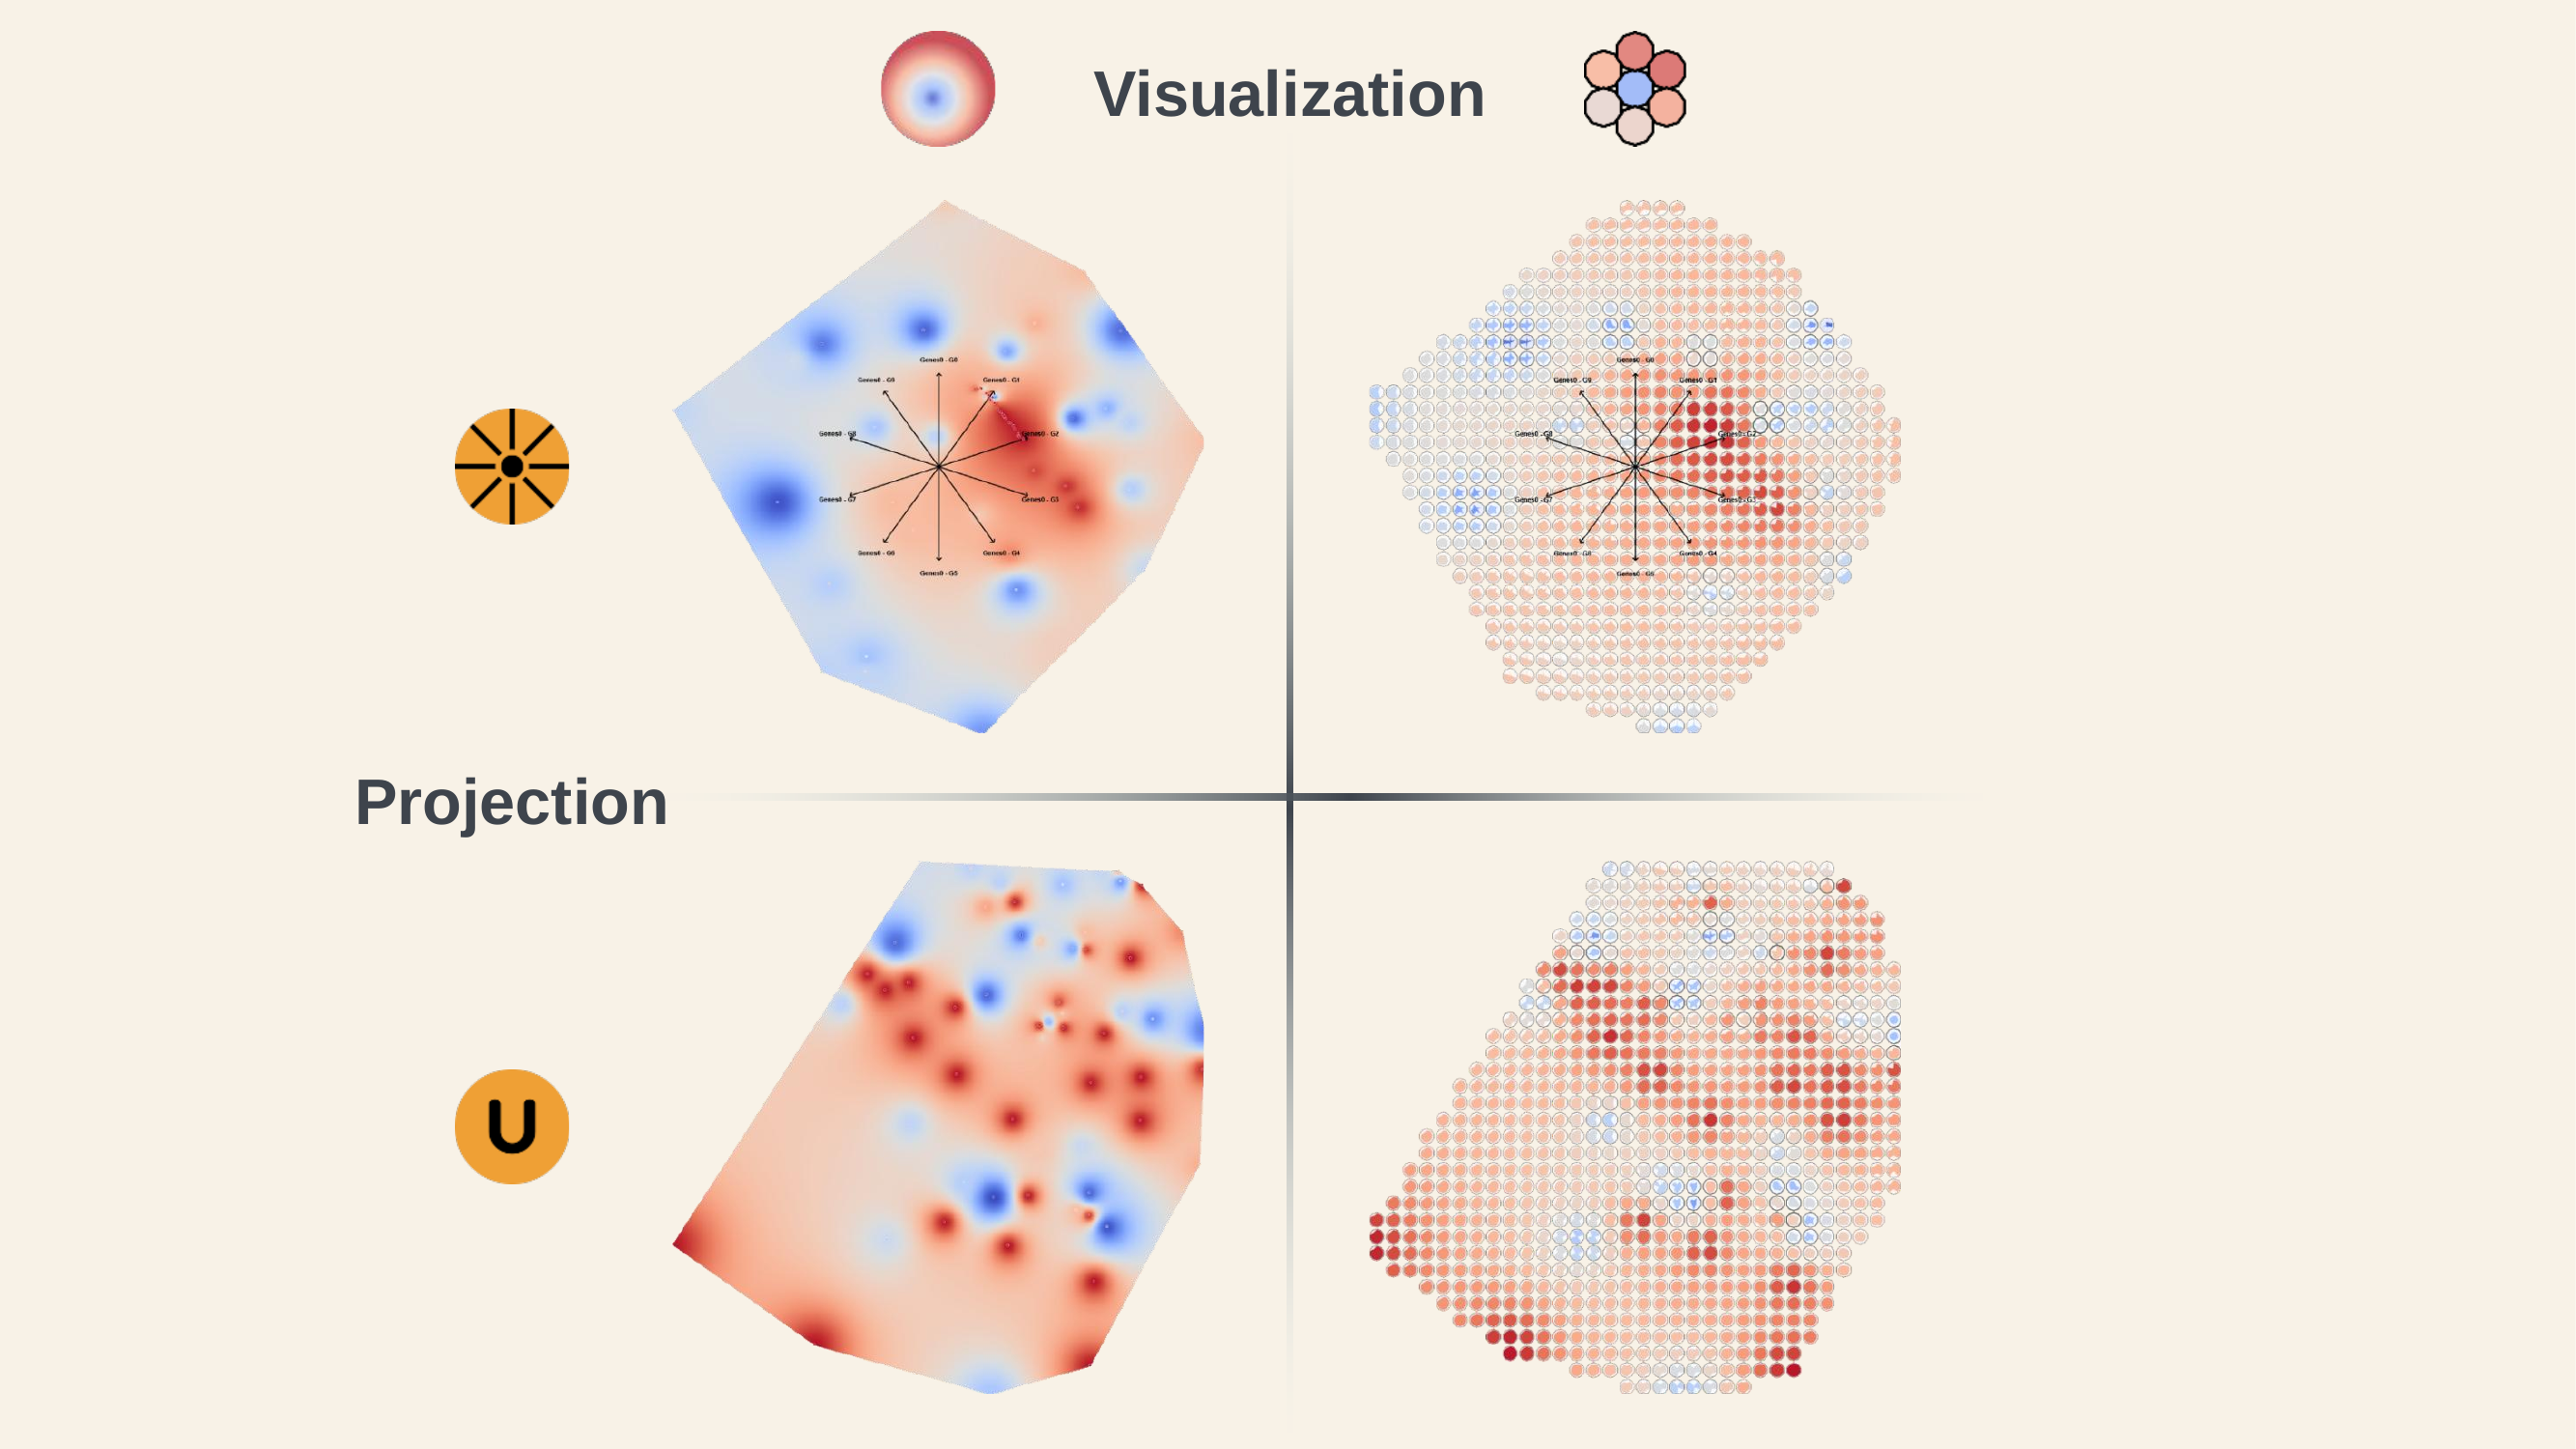 Visualization
Genes0 - G0
Genes0 - G9
Genes0 - G1
Genes0 - G8
Genes0 - G2
Genes0 - G7
Genes0 - G3
Genes0 - G6
Genes0 - G4
Genes0 - G5
Genes0 - G0
Genes0 - G9
Genes0 - G1
Genes0 - G8
Genes0 - G2
Genes0 - G7
Genes0 - G3
Genes0 - G6
Genes0 - G4
Genes0 - G5
Projection
U